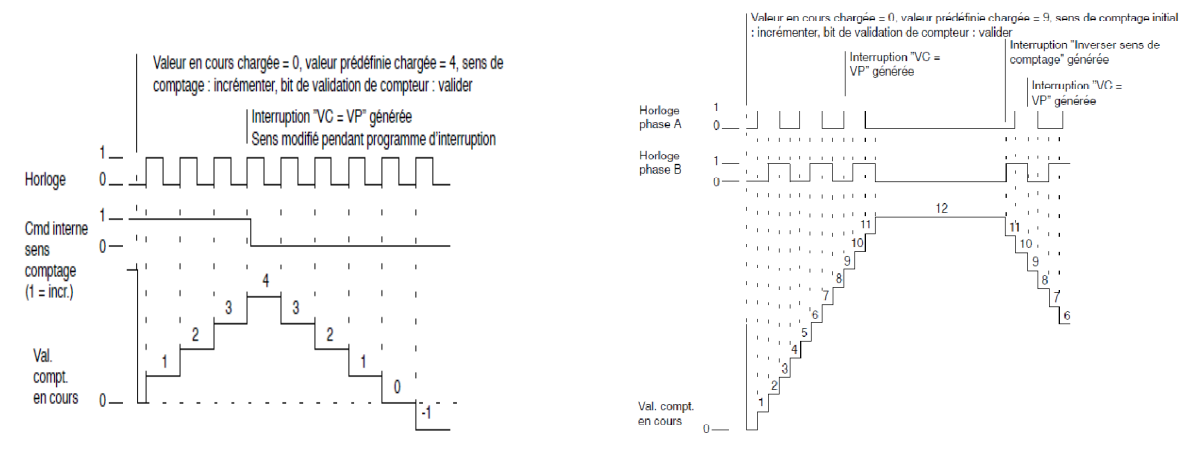 Valeur en cours chargée = 0, valeur prédéfinie chargée = 4, sens de
comptage : incrémenter, bit de validation de compteur : valider
Interruption "VC = VP" générée
Sens modifié pendant programme d'interruption
1
Horloge
0
1
Cmd interne
0
sens
comptage
(1 = incr.)
4
3
3
2
2
Val.
1
1
compt.
0
en cours
0
-1
Valeur en cours chargée = 0, valeur prédéfinie chargée = 9, sens de comptage initial
: incrémenter, bit de validation de compteur : valider
Interruption "VC =
VP" générée
Interruption "Inverser sens de
comptage" générée
Interruption "VC =
VP" générée
Horloge
phase A
1
0
Horloge
phase B
1
0
12
11
11
10
10
9
9
8
8
7
7
6
6
5
4
3
2
1
Val. compt.
en cours
0